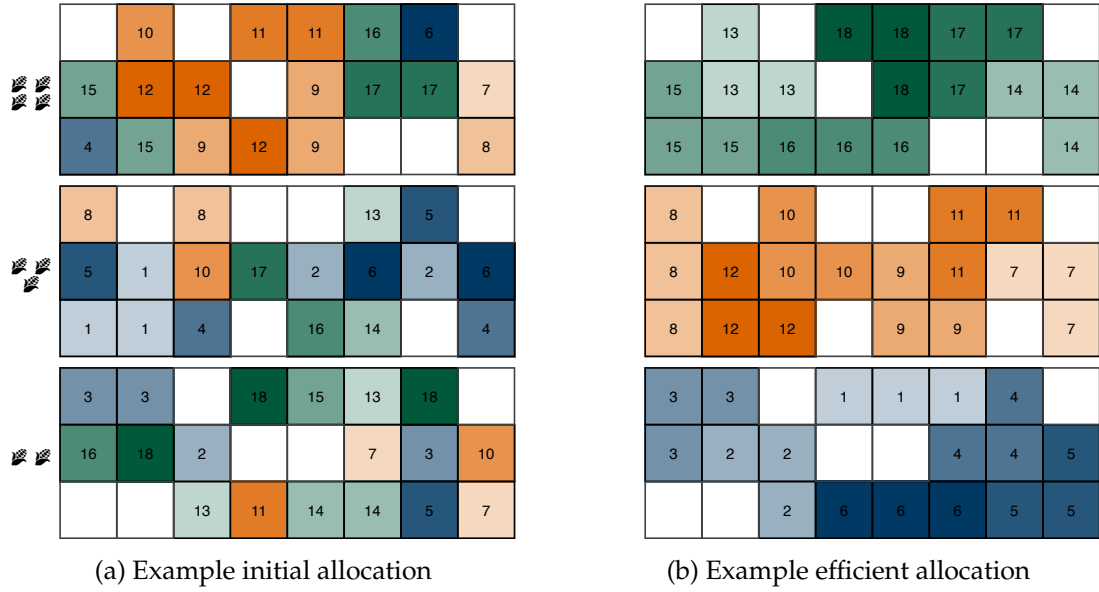 10 11 11 16 6 13 18 18 17 17
15 12 12 9 17 17 7 15 13 13 18 17 14 14
4 15 9 12 9 8 15 15 16 16 16 14
8 8 13 5 8 10 11 11
5 1 10 17 2 6 2 6 8 12 10 10 9 11 7 7
1 1 4 16 14 4 8 12 12 9 9 7
3 3 18 15 13 18 3 3 1 1 1 4
16 18 2 7 3 10 3 2 2 4 4 5
13 11 14 14 5 7 2 6 6 6 5 5
(a) Example initial allocation (b) Example efficient allocation